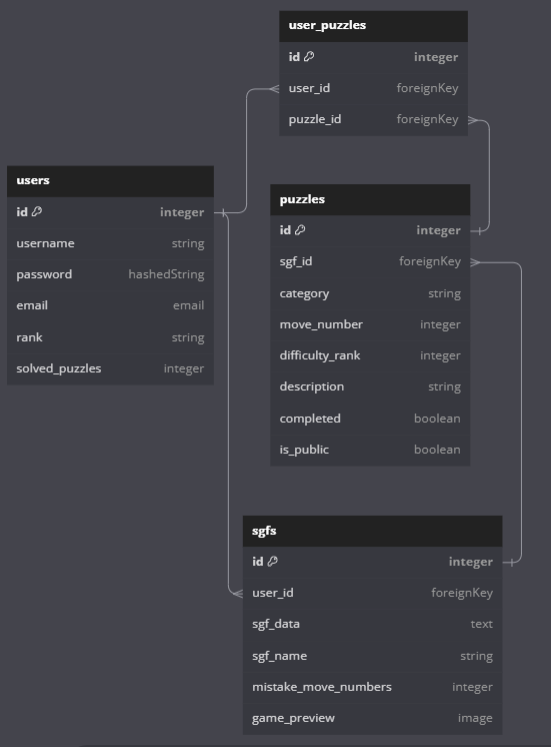 user_puzzles
id integer
user_id foreignKey
puzzle_id foreignKey
users
id integer
username string
password hashedString
email email
rank string
solved_puzzles integer
puzzles
id integer
sgf_id foreignKey
category string
move_number integer
difficulty_rank integer
description string
completed boolean
is_public boolean
sgfs
id integer
user_id foreignKey
sgf_data text
sgf_name string
mistake_move_numbers integer
game_preview image